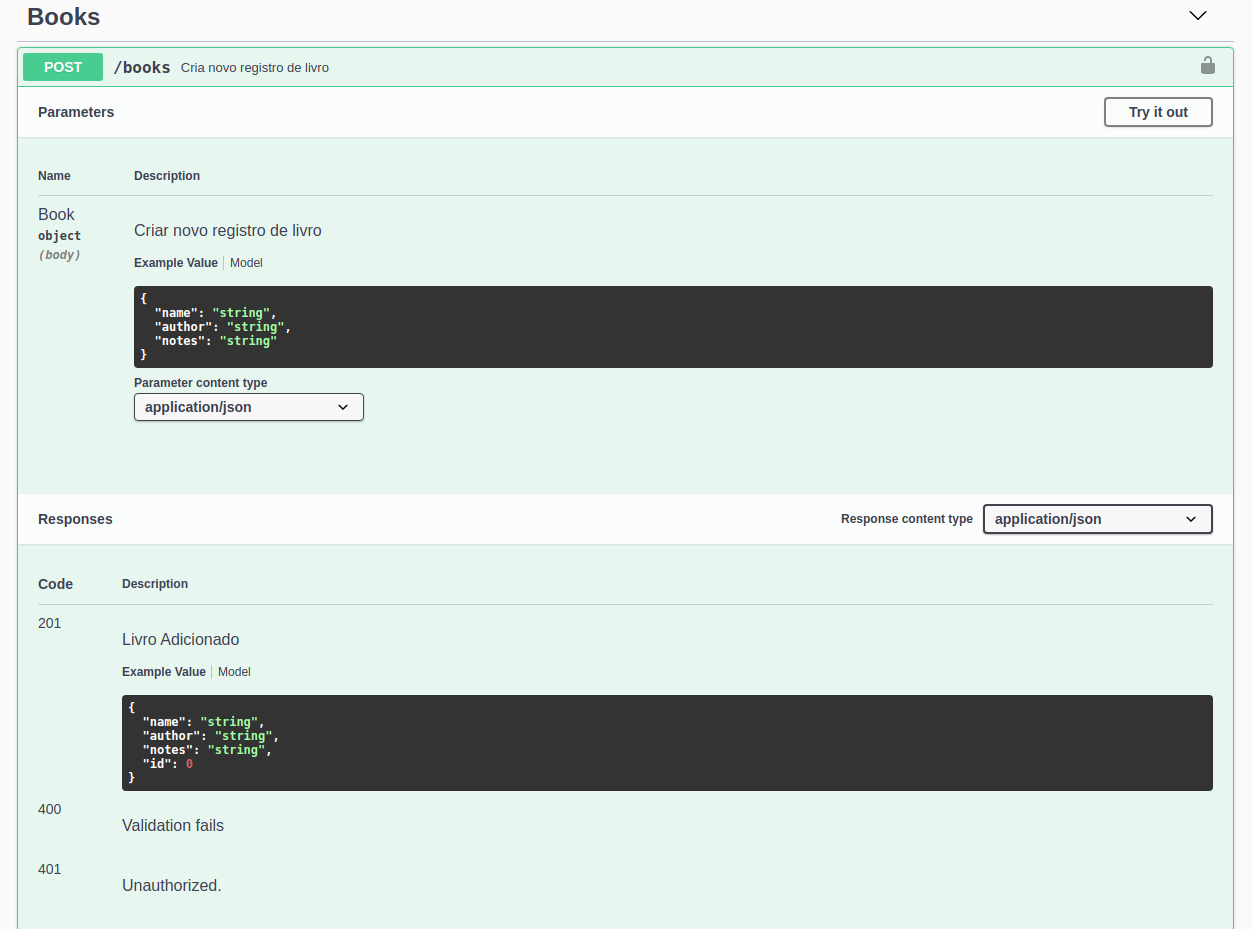 Books
POST /books Cria novo registro de livro
Parameters Try it out
Name Description
Book
object
(body)
Criar novo registro de livro
Example Value Model
{
  "name": "string",
  "author": "string",
  "notes": "string"
}
Parameter content type
application/json
Responses Response content type application/json
Code Description
201
Livro Adicionado
Example Value Model
{
  "name": "string",
  "author": "string",
  "notes": "string",
  "id": 0
}
400
Validation fails
401
Unauthorized.